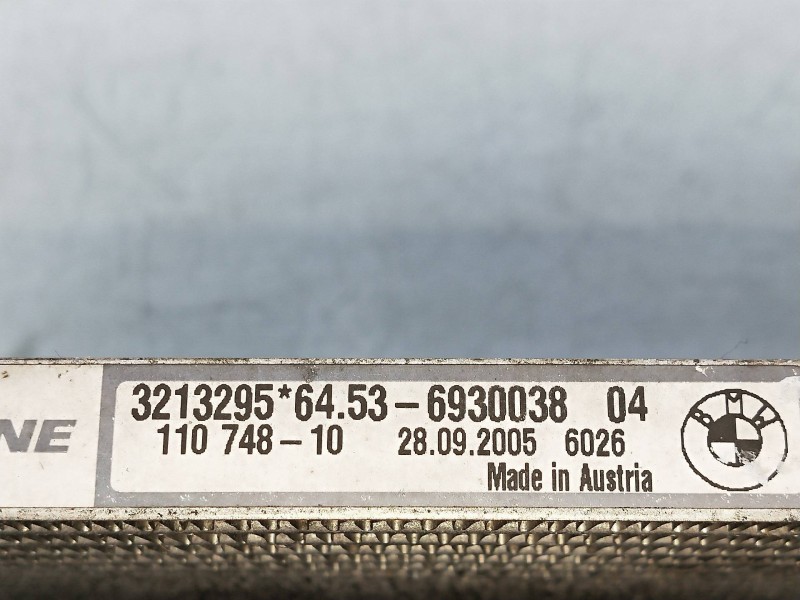 NE
3213295*64.53-6930038 04
110 748-10 28.09.2005 6026
Made in Austria
BMW